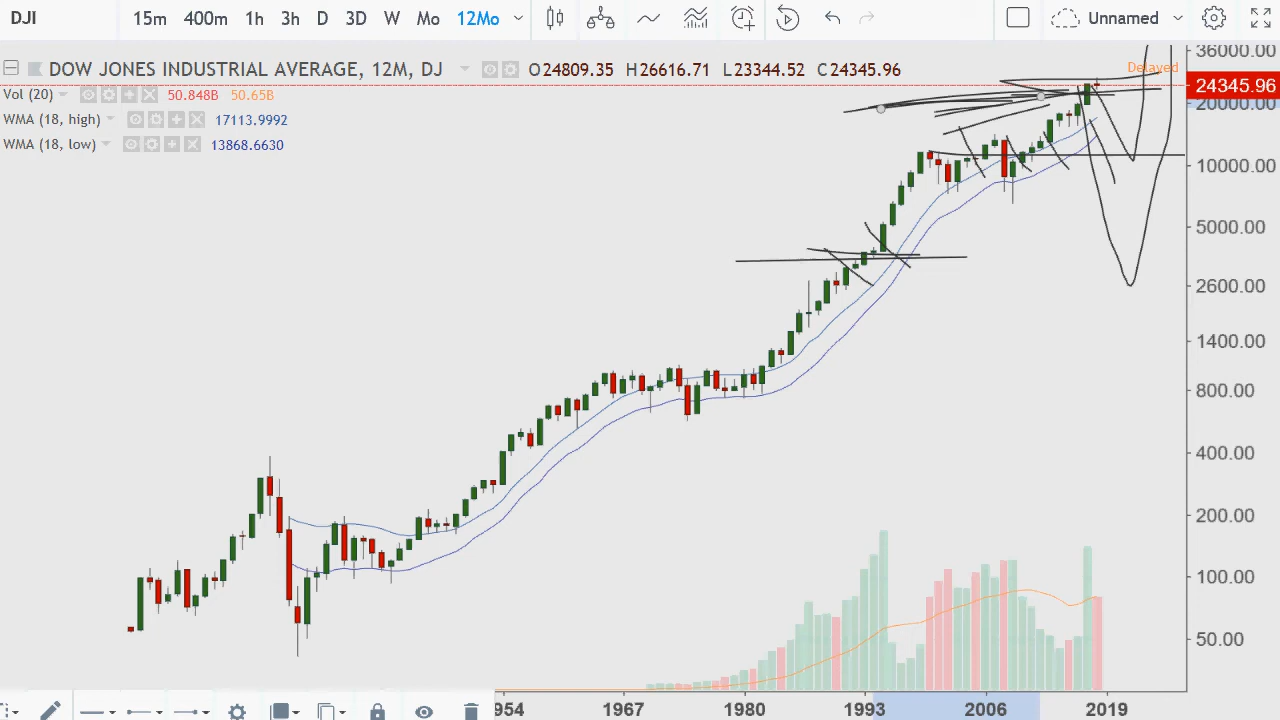 DJI 15m 400m 1h 3h D 3D W Mo 12Mo Unnamed
DOW JONES INDUSTRIAL AVERAGE, 12M, DJ O24809.35 H26616.71 L23344.52 C24345.96
Vol (20) 50.848B 50.65B
WMA (18, high) 17113.9992
WMA (18, low) 13868.6630
Delayed
36000.00
24345.96
20000.00
10000.00
5000.00
2600.00
1400.00
800.00
400.00
200.00
100.00
50.00
954 1967 1980 1993 2006 2019